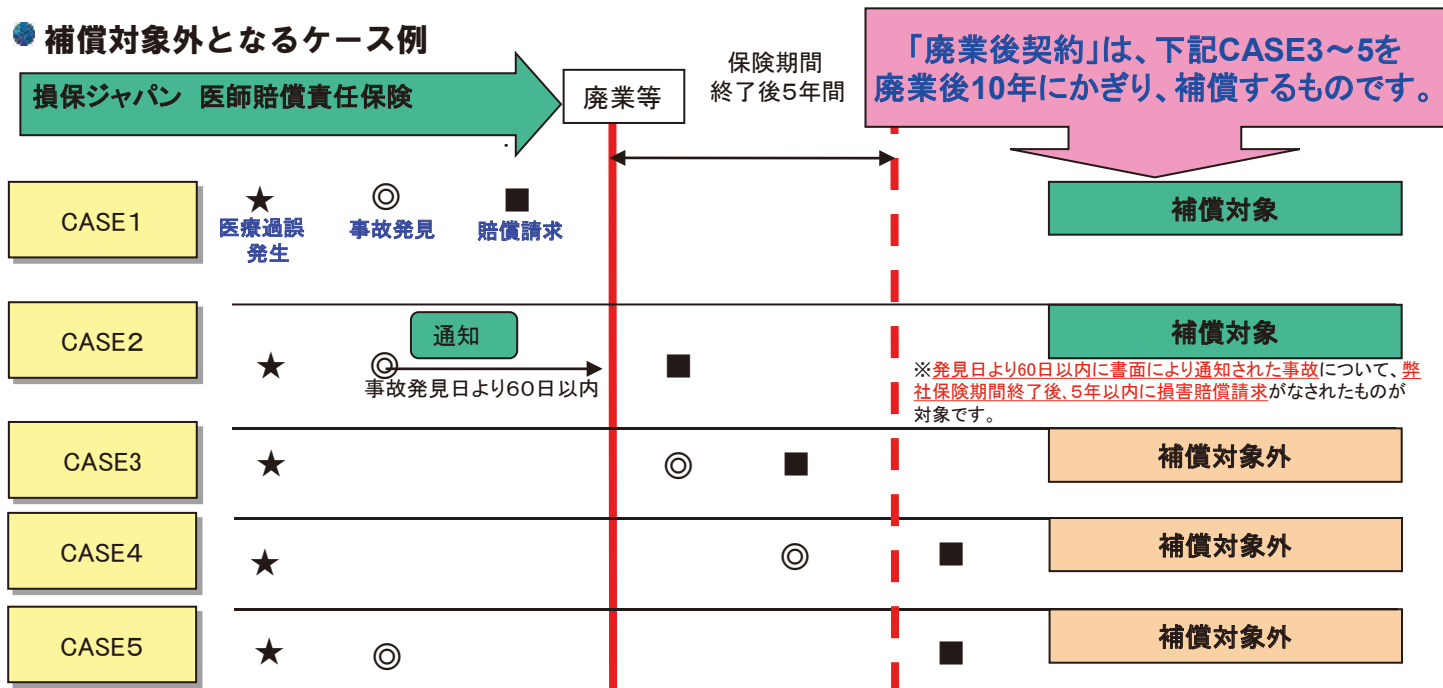 補償対象外となるケース例
損保ジャパン 医師賠償責任保険
廃業等
保険期間
終了後5年間
「廃業後契約」は、下記CASE3～5を
廃業後10年にかぎり、補償するものです。
CASE1
★
◎
■
医療過誤
発生
事故発見
賠償請求
補償対象
CASE2
通知
★
◎
■
事故発見日より60日以内
補償対象
※発見日より60日以内に書面により通知された事故について、弊
社保険期間終了後、5年以内に損害賠償請求がなされたものが
対象です。
CASE3
★
◎
■
補償対象外
CASE4
★
◎
■
補償対象外
CASE5
★
◎
■
補償対象外